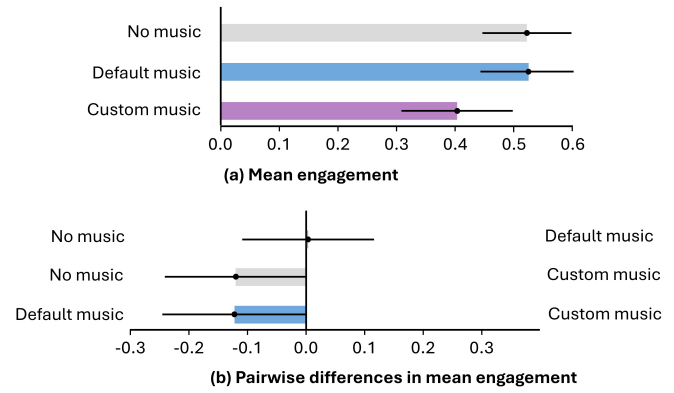 No music
Default music
Custom music
0.0 0.1 0.2 0.3 0.4 0.5 0.6
(a) Mean engagement
No music Default music
No music Custom music
Default music Custom music
-0.3 -0.2 -0.1 0.0 0.1 0.2 0.3
(b) Pairwise differences in mean engagement